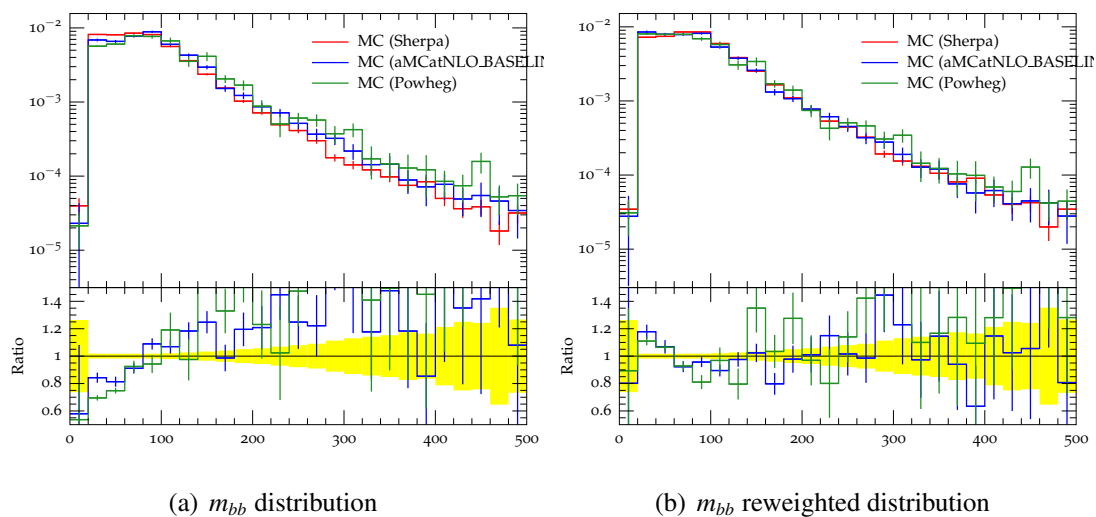 10⁻²
10⁻³
10⁻⁴
10⁻⁵
MC (Sherpa)
MC (aMCatNLO_BASELIN
MC (Powheg)
1.4
1.2
1
0.8
0.6
Ratio
0 100 200 300 400 500
(a) m_bb distribution
10⁻²
10⁻³
10⁻⁴
10⁻⁵
MC (Sherpa)
MC (aMCatNLO_BASELIN
MC (Powheg)
1.4
1.2
1
0.8
0.6
Ratio
0 100 200 300 400 500
(b) m_bb reweighted distribution